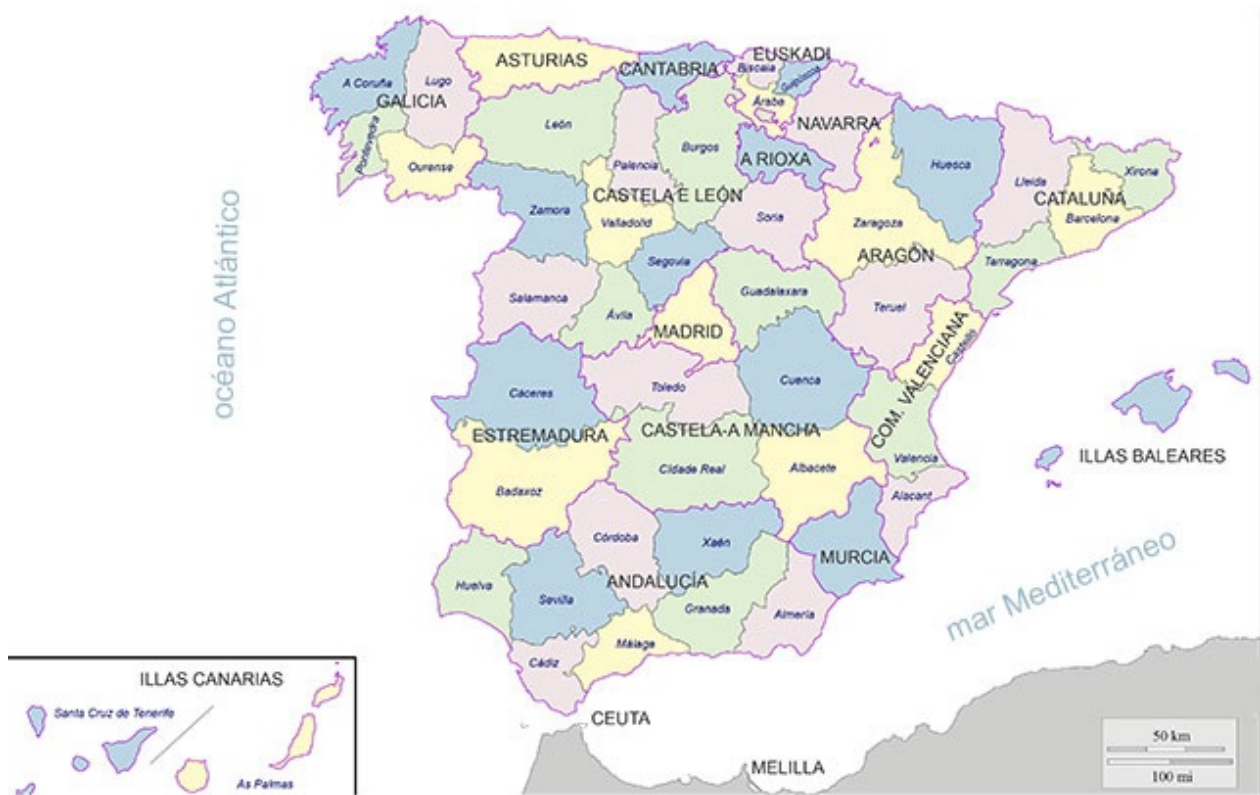 ASTURIAS
CANTABRIA
EUSKADI
Biscaia
Guipúscoa
A Coruña
Lugo
GALICIA
Áraba
NAVARRA
León
Palencia
Burgos
A RIOXA
Huesca
Pontevedra
Ourense
Lleida
Xirona
CATALUÑA
Barcelona
Zamora
CASTELA E LEÓN
Valladolid
Soria
Zaragoza
ARAGÓN
Tarragona
Segovia
Salamanca
Ávila
Guadalaxara
Teruel
MADRID
COM. VALENCIANA
Castelló
océano Atlántico
Cáceres
Toledo
Cuenca
ESTREMADURA
CASTELA-A MANCHA
Valencia
ILLAS BALEARES
Badaxoz
Cidade Real
Albacete
Alacant
Córdoba
Xaén
MURCIA
mar Mediterráneo
Huelva
Sevilla
ANDALUCÍA
Granada
Almería
Málaga
Cádiz
ILLAS CANARIAS
Santa Cruz de Tenerife
As Palmas
CEUTA
MELILLA
50 km
100 mi